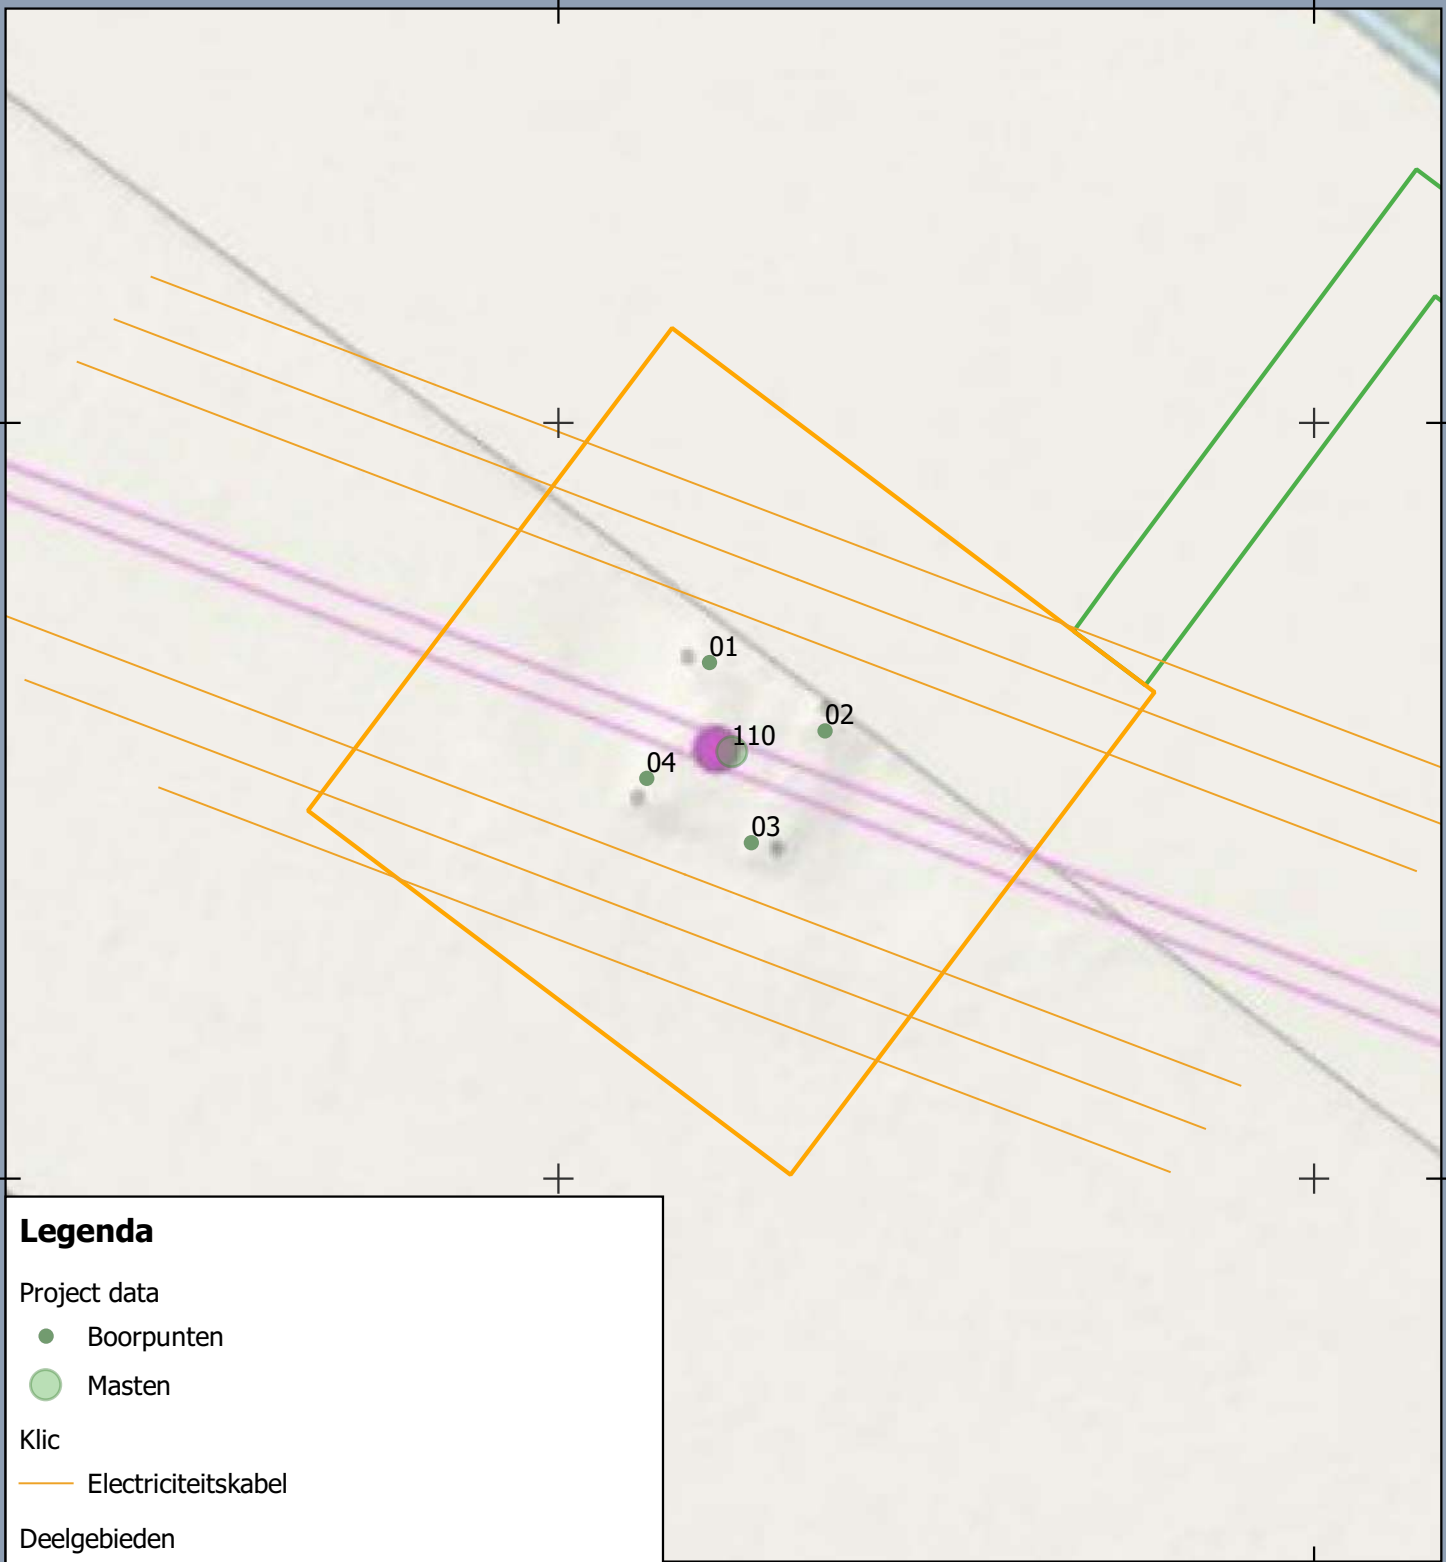 01
02
110
04
03
Legenda
Project data
Boorpunten
Masten
Klic
Electriciteitskabel
Deelgebieden